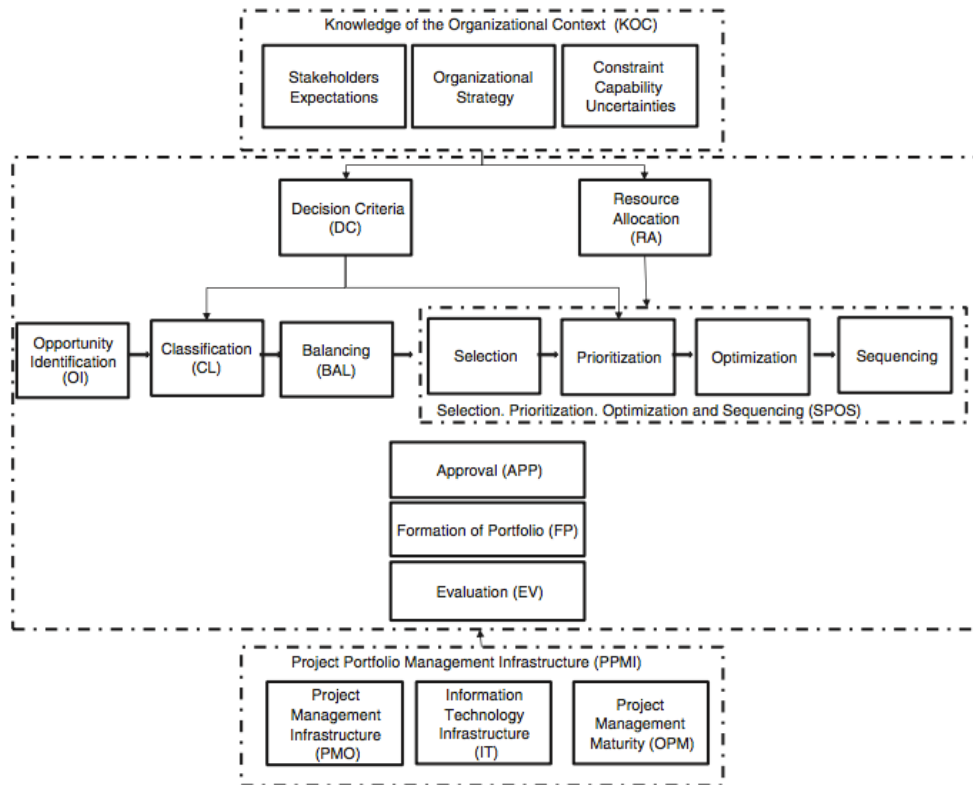 Knowledge of the Organizational Context (KOC)
Stakeholders
Expectations
Organizational
Strategy
Constraint
Capability
Uncertainties
Decision Criteria
(DC)
Resource
Allocation
(RA)
Opportunity
Identification
(OI)
Classification
(CL)
Balancing
(BAL)
Selection
Prioritization
Optimization
Sequencing
Selection. Prioritization. Optimization and Sequencing (SPOS)
Approval (APP)
Formation of Portfolio (FP)
Evaluation (EV)
Project Portfolio Management Infrastructure (PPMI)
Project
Management
Infrastructure
(PMO)
Information
Technology
Infrastructure
(IT)
Project
Management
Maturity (OPM)